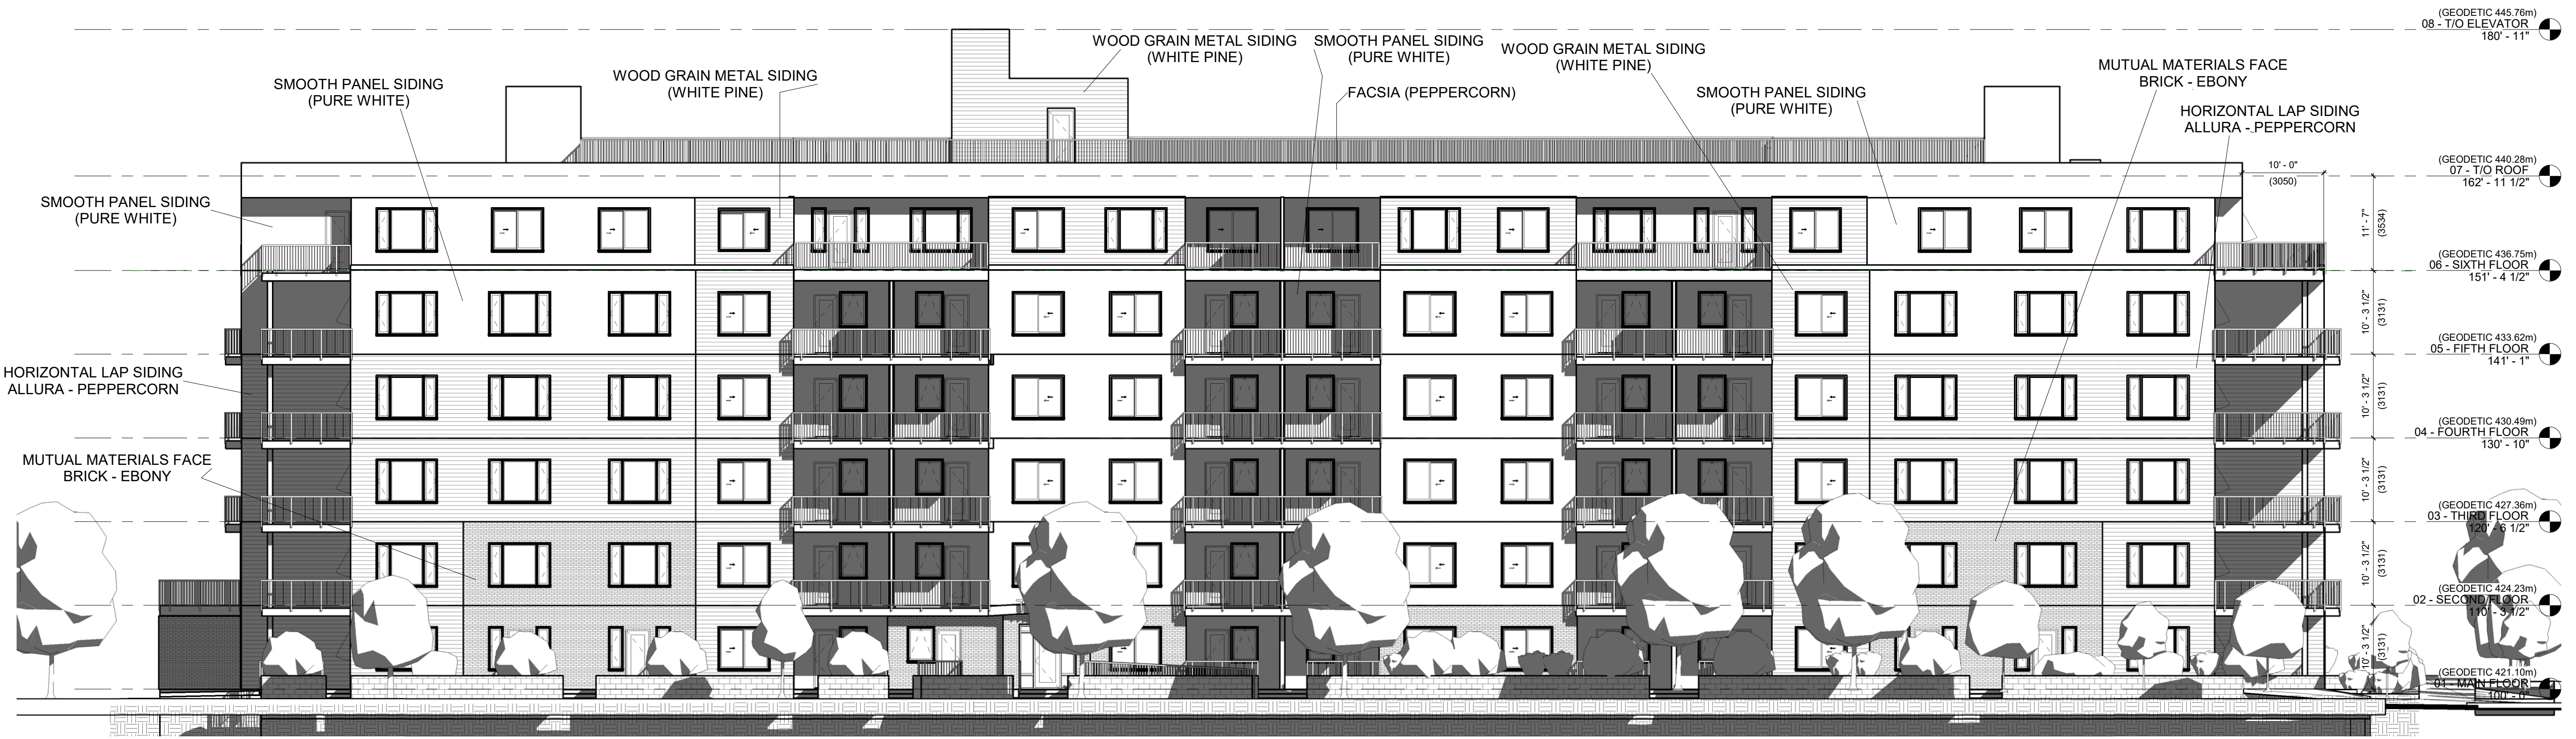 (GEODETIC 445.76m)
08 - T/O ELEVATOR
180' - 11"
WOOD GRAIN METAL SIDING
(WHITE PINE)
SMOOTH PANEL SIDING
(PURE WHITE)
WOOD GRAIN METAL SIDING
(WHITE PINE)
MUTUAL MATERIALS FACE
BRICK - EBONY
WOOD GRAIN METAL SIDING
(WHITE PINE)
SMOOTH PANEL SIDING
(PURE WHITE)
FACSIA (PEPPERCORN)
SMOOTH PANEL SIDING
(PURE WHITE)
HORIZONTAL LAP SIDING
ALLURA - PEPPERCORN
(GEODETIC 440.28m)
07 - T/O ROOF
162' - 11 1/2"
10' - 0"
(3050)
SMOOTH PANEL SIDING
(PURE WHITE)
11' - 7"
(3534)
(GEODETIC 436.75m)
06 - SIXTH FLOOR
151' - 4 1/2"
10' - 3 1/2"
(3131)
(GEODETIC 433.62m)
05 - FIFTH FLOOR
141' - 1"
HORIZONTAL LAP SIDING
ALLURA - PEPPERCORN
10' - 3 1/2"
(3131)
(GEODETIC 430.49m)
04 - FOURTH FLOOR
130' - 10"
MUTUAL MATERIALS FACE
BRICK - EBONY
10' - 3 1/2"
(3131)
(GEODETIC 427.36m)
03 - THIRD FLOOR
120' - 6 1/2"
10' - 3 1/2"
(3131)
(GEODETIC 424.23m)
02 - SECOND FLOOR
110' - 3 1/2"
10' - 3 1/2"
(3131)
(GEODETIC 421.10m)
01 - MAIN FLOOR
100' - 0"